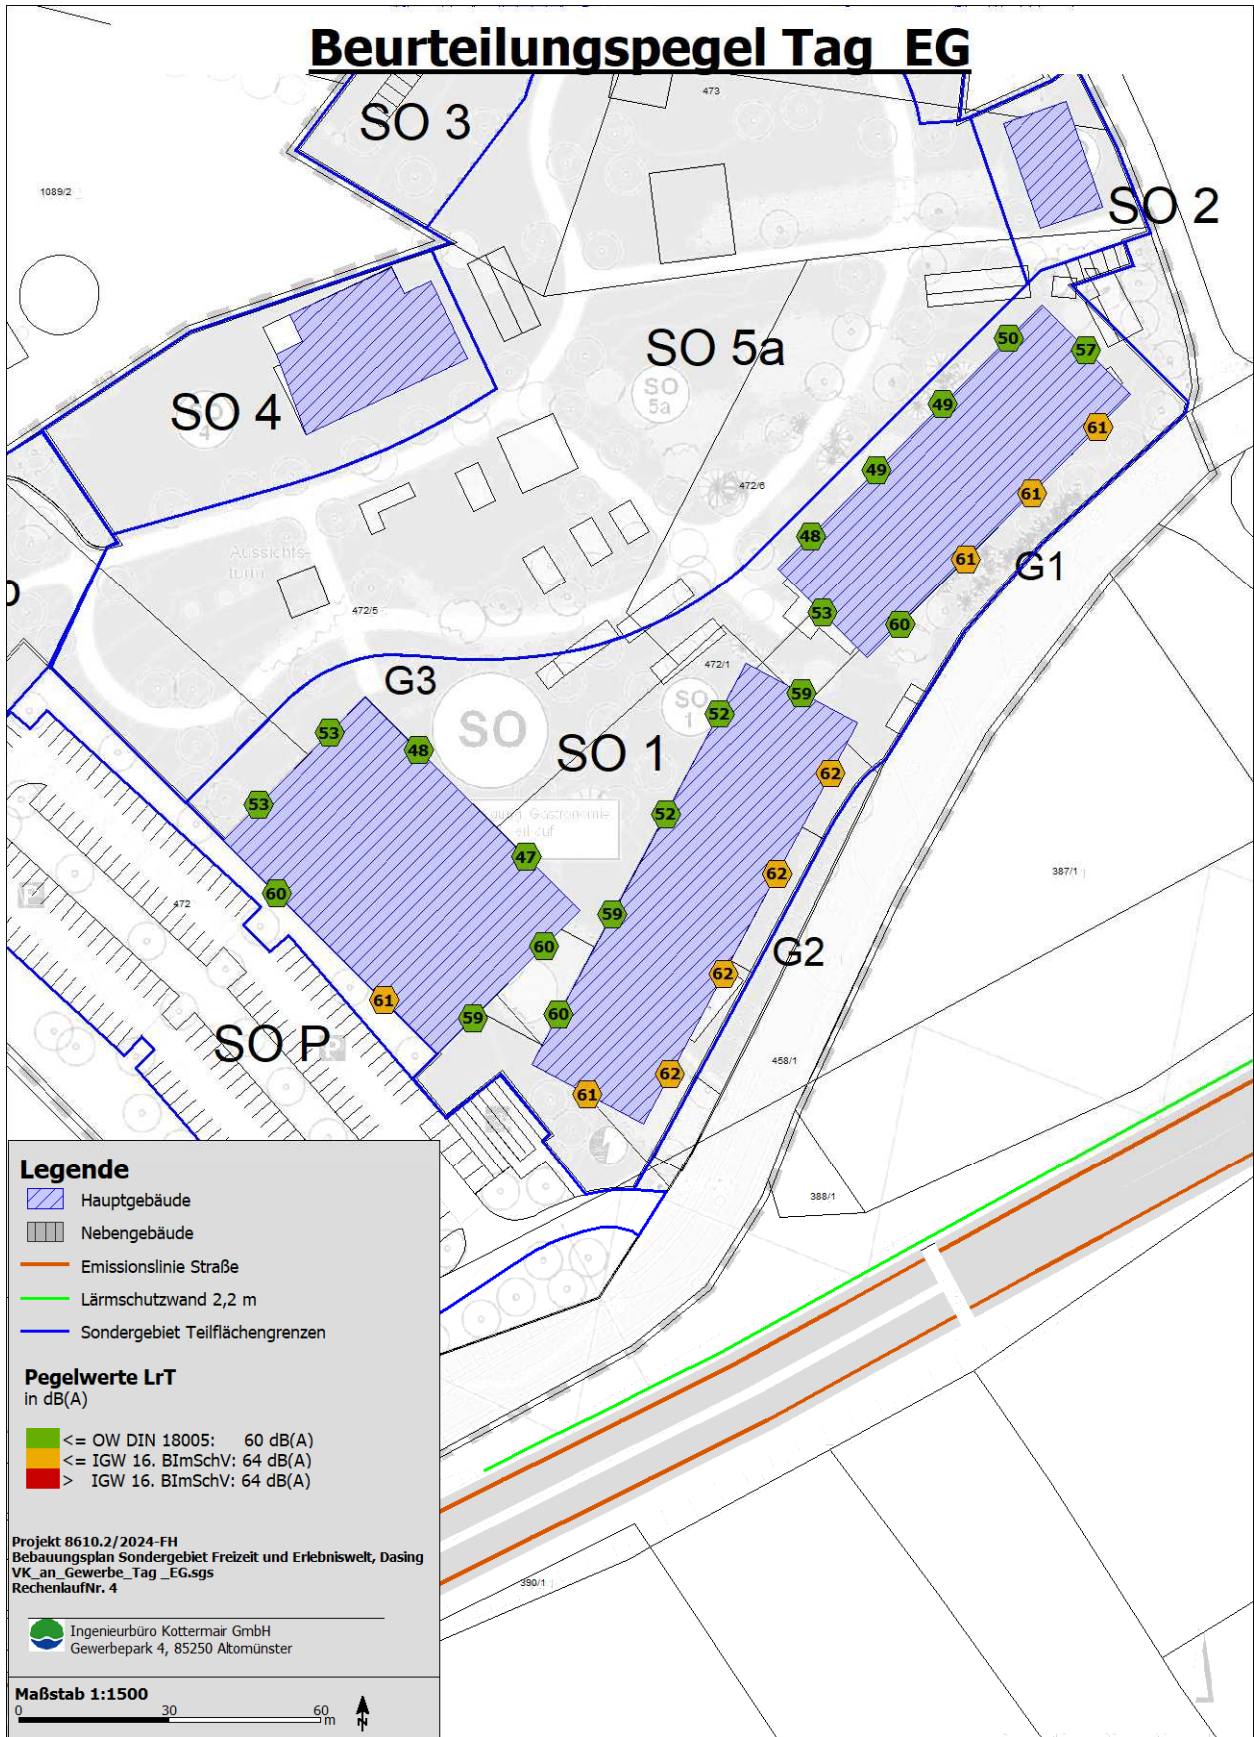 Beurteilungspegel Tag EG
473
SO 3
1089/2
SO 2
50
57
SO 5a
SO
5a
49
SO 4
4
61
49
472/6
61
48
Aussichts-
turm
61
G1
472/5
53
60
472/1
G3
59
SO
1
52
53
SO
48
SO 1
62
53
52
Gastronomie
47
62
387/1
60
472
59
60
G2
62
61
60
59
SO P
P
458/1
62
61
388/1
Legende
Hauptgebäude
Nebengebäude
Emissionslinie Straße
Lärmschutzwand 2,2 m
Sondergebiet Teilflächengrenzen
Pegelwerte LrT
in dB(A)
<= OW DIN 18005: 60 dB(A)
<= IGW 16. BImSchV: 64 dB(A)
> IGW 16. BImSchV: 64 dB(A)
Projekt 8610.2/2024-FH
Bebauungsplan Sondergebiet Freizeit und Erlebniswelt, Dasing
VK_an_Gewerbe_Tag _EG.sgs
RechenlaufNr. 4
390/1
Ingenieurbüro Kottermair GmbH
Gewerbepark 4, 85250 Altomünster
Maßstab 1:1500
0 30 60
m
N